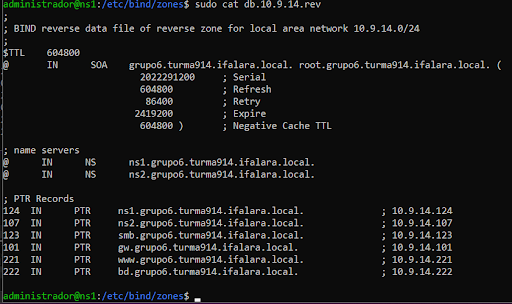 administrador@ns1:/etc/bind/zones$ sudo cat db.10.9.14.rev
;
; BIND reverse data file of reverse zone for local area network 10.9.14.0/24
;
$TTL    604800
@       IN      SOA     grupo6.turma914.ifalara.local. root.grupo6.turma914.ifalara.local. (
                        2022291200      ; Serial
                        604800          ; Refresh
                        86400           ; Retry
                        2419200         ; Expire
                        604800 )        ; Negative Cache TTL
; name servers
@       IN      NS      ns1.grupo6.turma914.ifalara.local.
@       IN      NS      ns2.grupo6.turma914.ifalara.local.
; PTR Records
124     IN      PTR     ns1.grupo6.turma914.ifalara.local.      ; 10.9.14.124
107     IN      PTR     ns2.grupo6.turma914.ifalara.local.      ; 10.9.14.107
123     IN      PTR     smb.grupo6.turma914.ifalara.local.      ; 10.9.14.123
101     IN      PTR     gw.grupo6.turma914.ifalara.local.       ; 10.9.14.101
221     IN      PTR     www.grupo6.turma914.ifalara.local.      ; 10.9.14.221
222     IN      PTR     bd.grupo6.turma914.ifalara.local.       ; 10.9.14.222
administrador@ns1:/etc/bind/zones$